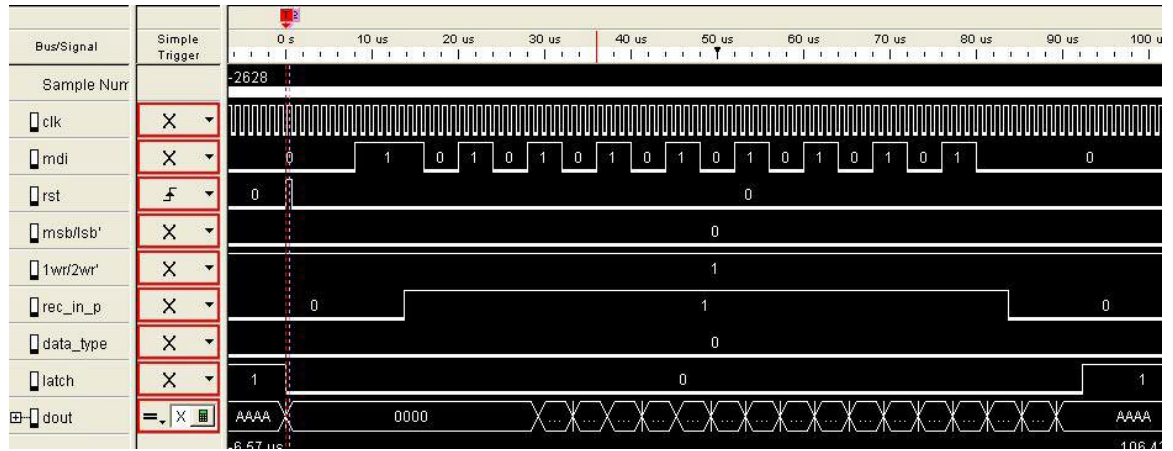 T 2
Bus/Signal Simple Trigger 0 s 10 us 20 us 30 us 40 us 50 us 60 us 70 us 80 us 90 us 100 u
Sample Num -2628
clk X
mdi X 0 1 0 1 0 1 0 1 0 1 0 1 0 1 0 1 0 1 0
rst 0 0
msb/lsb' X 0
1wr/2wr' X 1
rec_in_p X 0 1 0
data_type X 0
latch X 1 0 1
dout = X AAAA 0000 ... ... ... ... ... ... ... ... ... ... ... ... ... ... ... AAAA
-6.57 us